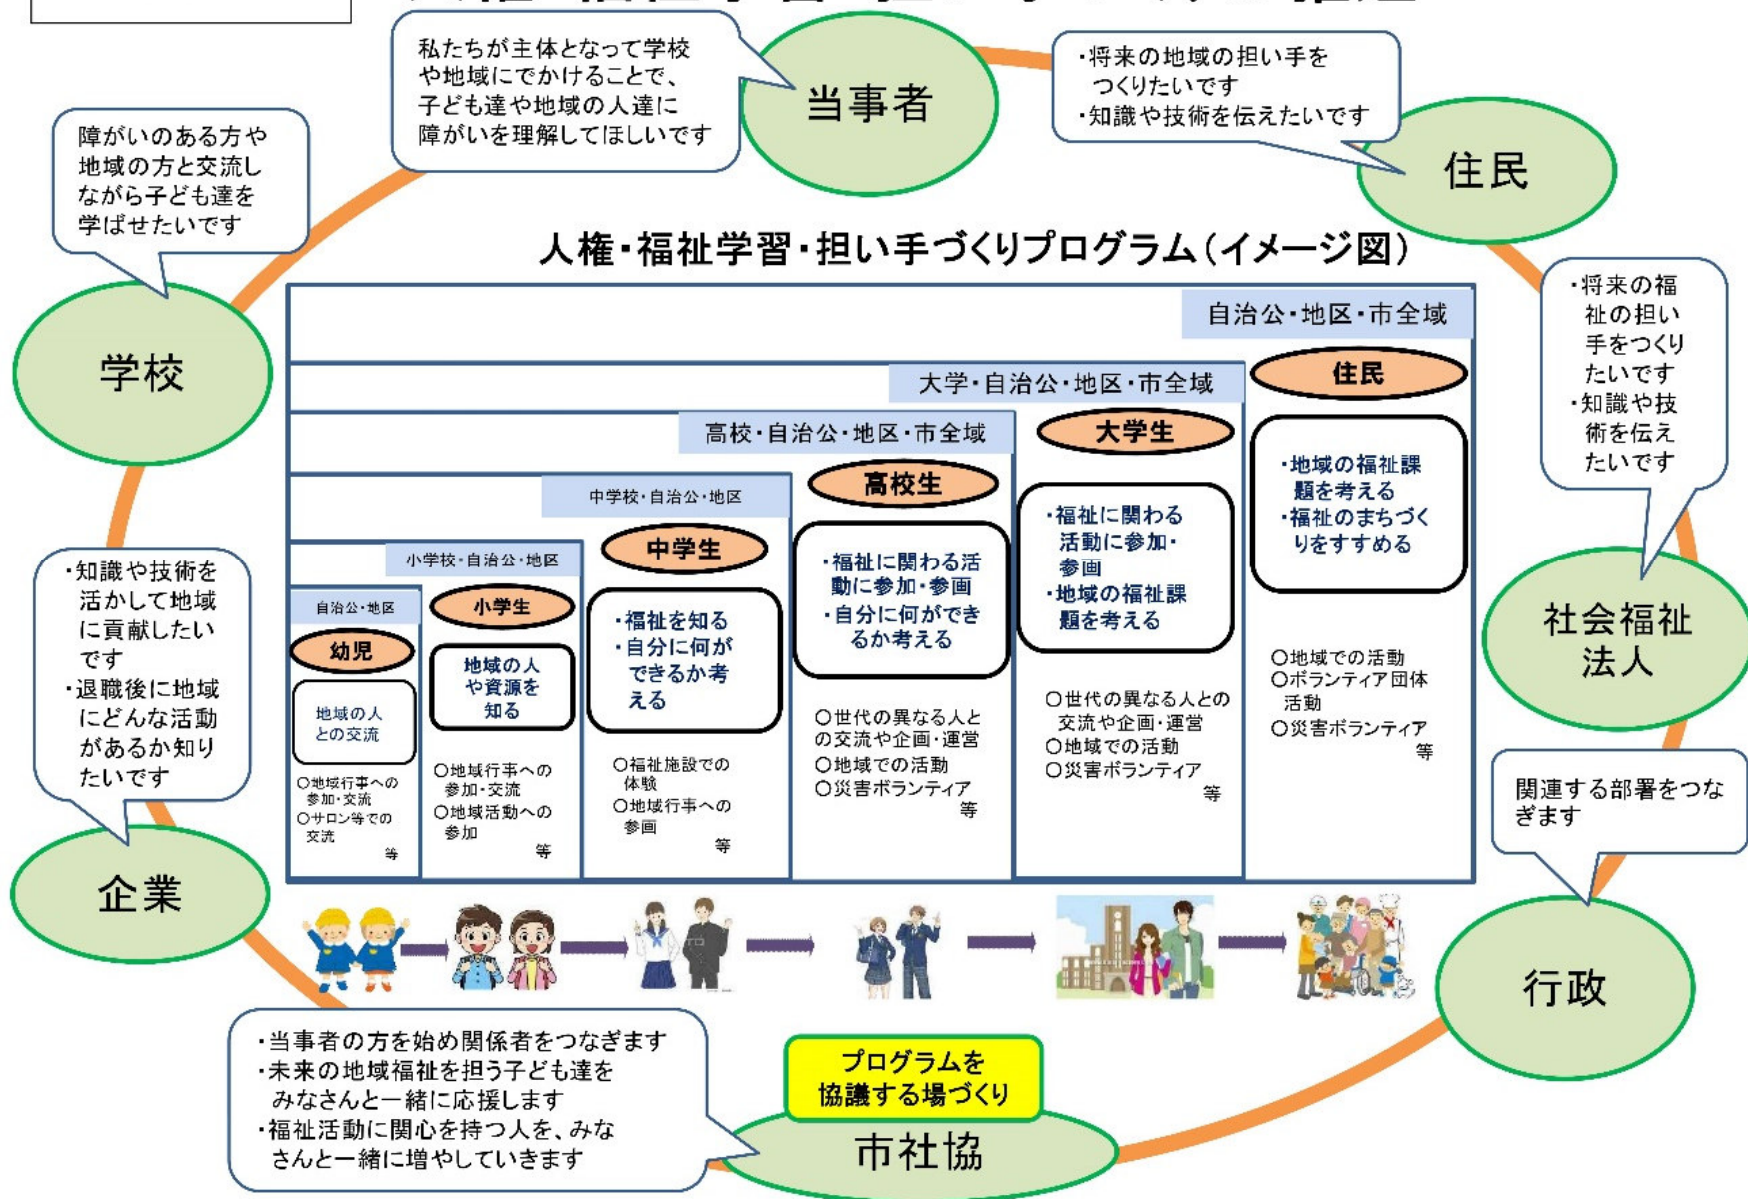 当事者
私たちが主体となって学校
や地域にでかけることで、
子ども達や地域の人達に
障がいを理解してほしいです
・将来の地域の担い手を
つくりたいです
・知識や技術を伝えたいです
住民
障がいのある方や
地域の方と交流し
ながら子ども達を
学ばせたいです
学校
人権・福祉学習・担い手づくりプログラム(イメージ図)
・将来の福
祉の担い
手をつくり
たいです
・知識や技
術を伝え
たいです
社会福祉
法人
自治公・地区・市全域
住民
・地域の福祉課
題を考える
・福祉のまちづく
りをすすめる
〇地域での活動
〇ボランティア団体
活動
〇災害ボランティア
等
大学・自治公・地区・市全域
大学生
・福祉に関わる
活動に参加・
参画
・地域の福祉課
題を考える
〇世代の異なる人との
交流や企画・運営
〇地域での活動
〇災害ボランティア
等
高校・自治公・地区・市全域
高校生
・福祉に関わる活
動に参加・参画
・自分に何ができ
るか考える
〇世代の異なる人と
の交流や企画・運営
〇地域での活動
〇災害ボランティア
等
中学校・自治公・地区
中学生
・福祉を知る
・自分に何が
できるか考
える
〇福祉施設での
体験
〇地域行事への
参画
等
小学校・自治公・地区
小学生
地域の人
や資源を
知る
〇地域行事への
参加・交流
〇地域活動への
参加
等
自治公・地区
幼児
地域の人
との交流
〇地域行事への
参加・交流
〇サロン等での
交流
等
・知識や技術を
活かして地域
に貢献したい
です
・退職後に地域
にどんな活動
があるか知り
たいです
企業
関連する部署をつな
ぎます
行政
・当事者の方を始め関係者をつなぎます
・未来の地域福祉を担う子ども達を
みなさんと一緒に応援します
・福祉活動に関心を持つ人を、みな
さんと一緒に増やしていきます
プログラムを
協議する場づくり
市社協